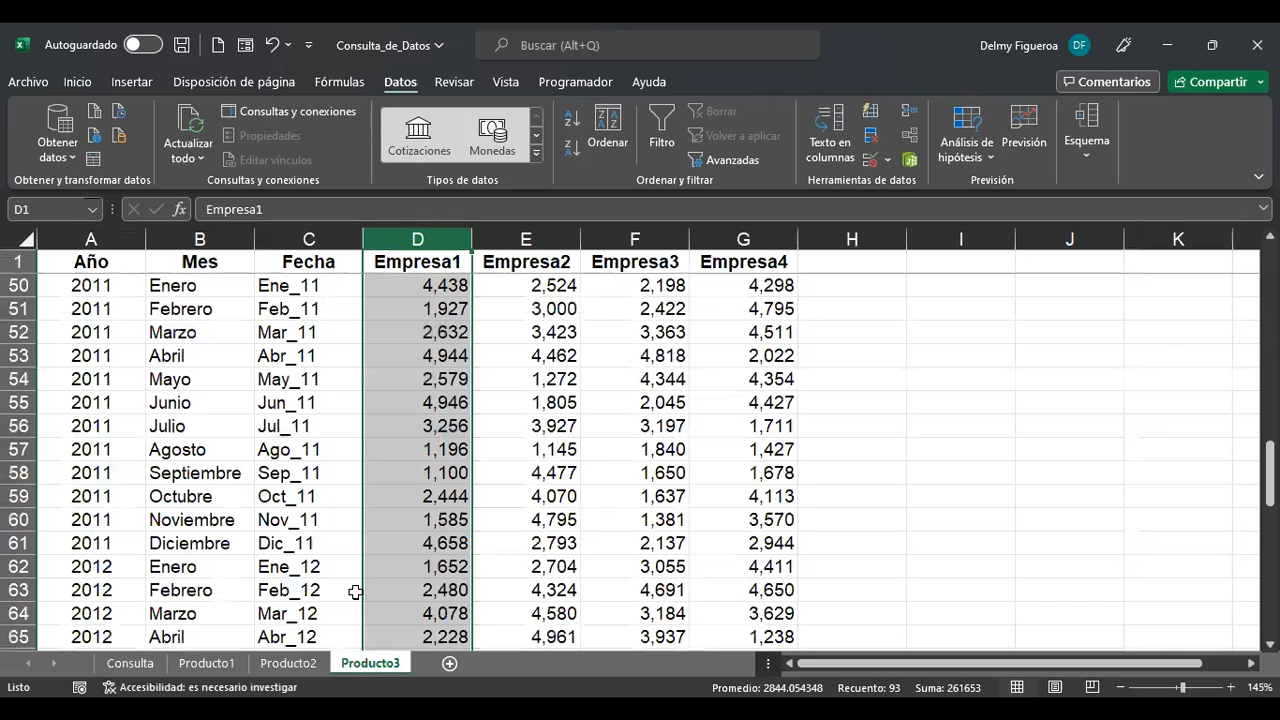 Autoguardado Consulta_de_Datos Buscar (Alt+Q) Delmy Figueroa DF
Archivo Inicio Insertar Disposición de página Fórmulas Datos Revisar Vista Programador Ayuda Comentarios Compartir
Obtener datos Actualizar todo Consultas y conexiones Propiedades Editar vínculos Cotizaciones Monedas Ordenar Filtro Borrar Volver a aplicar Avanzadas Texto en columnas Análisis de hipótesis Previsión Esquema
Obtener y transformar datos Consultas y conexiones Tipos de datos Ordenar y filtrar Herramientas de datos Previsión
D1 fx Empresa1
A B C D E F G H I J K
1 Año Mes Fecha Empresa1 Empresa2 Empresa3 Empresa4
50 2011 Enero Ene_11 4,438 2,524 2,198 4,298
51 2011 Febrero Feb_11 1,927 3,000 2,422 4,795
52 2011 Marzo Mar_11 2,632 3,423 3,363 4,511
53 2011 Abril Abr_11 4,944 4,462 4,818 2,022
54 2011 Mayo May_11 2,579 1,272 4,344 4,354
55 2011 Junio Jun_11 4,946 1,805 2,045 4,427
56 2011 Julio Jul_11 3,256 3,927 3,197 1,711
57 2011 Agosto Ago_11 1,196 1,145 1,840 1,427
58 2011 Septiembre Sep_11 1,100 4,477 1,650 1,678
59 2011 Octubre Oct_11 2,444 4,070 1,637 4,113
60 2011 Noviembre Nov_11 1,585 4,795 1,381 3,570
61 2011 Diciembre Dic_11 4,658 2,793 2,137 2,944
62 2012 Enero Ene_12 1,652 2,704 3,055 4,411
63 2012 Febrero Feb_12 2,480 4,324 4,691 4,650
64 2012 Marzo Mar_12 4,078 4,580 3,184 3,629
65 2012 Abril Abr_12 2,228 4,961 3,937 1,238
Consulta Producto1 Producto2 Producto3
Listo Accesibilidad: es necesario investigar Promedio: 2844.054348 Recuento: 93 Suma: 261653 145%